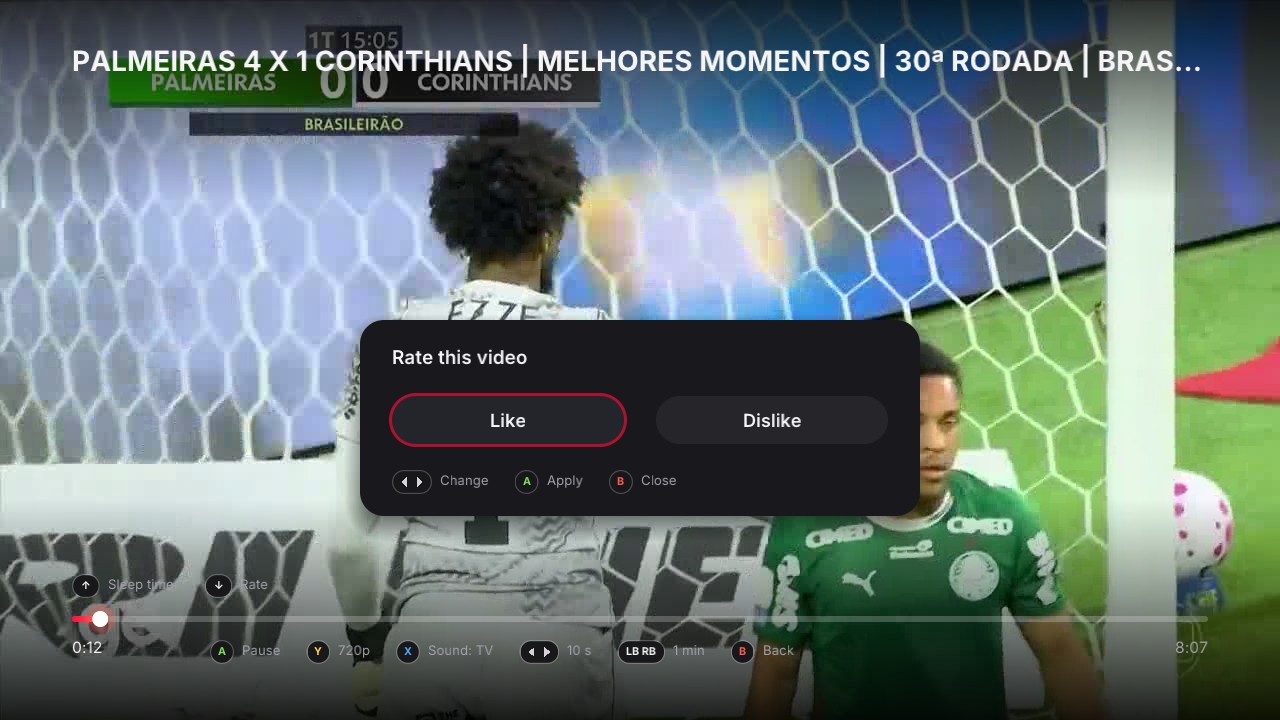 1T 15:05
PALMEIRAS 4 X 1 CORINTHIANS | MELHORES MOMENTOS | 30ª RODADA | BRAS...
PALMEIRAS 0 0 CORINTHIANS
BRASILEIRÃO
Rate this video
Like Dislike
Change A Apply B Close
CIMED CIMED
Sleep timer Rate
0:12 A Pause Y 720p X Sound: TV 10 s LB RB 1 min B Back 8:07